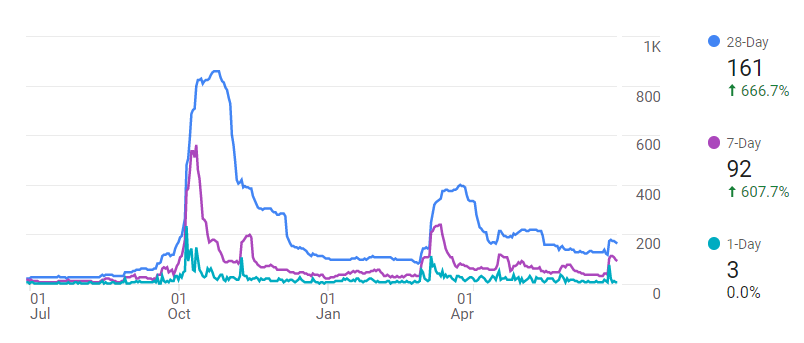 1K
800
600
400
200
0
01 Jul
01 Oct
01 Jan
01 Apr
28-Day
161
↑ 666.7%
7-Day
92
↑ 607.7%
1-Day
3
0.0%